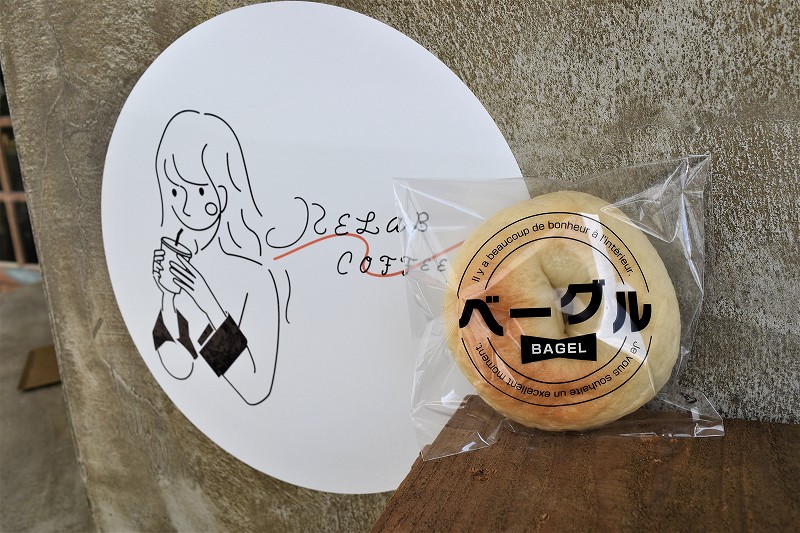 RELAB
COFFEE
Il y a beaucoup de bonheur à l'intérieur.
ベーグル
BAGEL
Je vous souhaite un excellent moment.